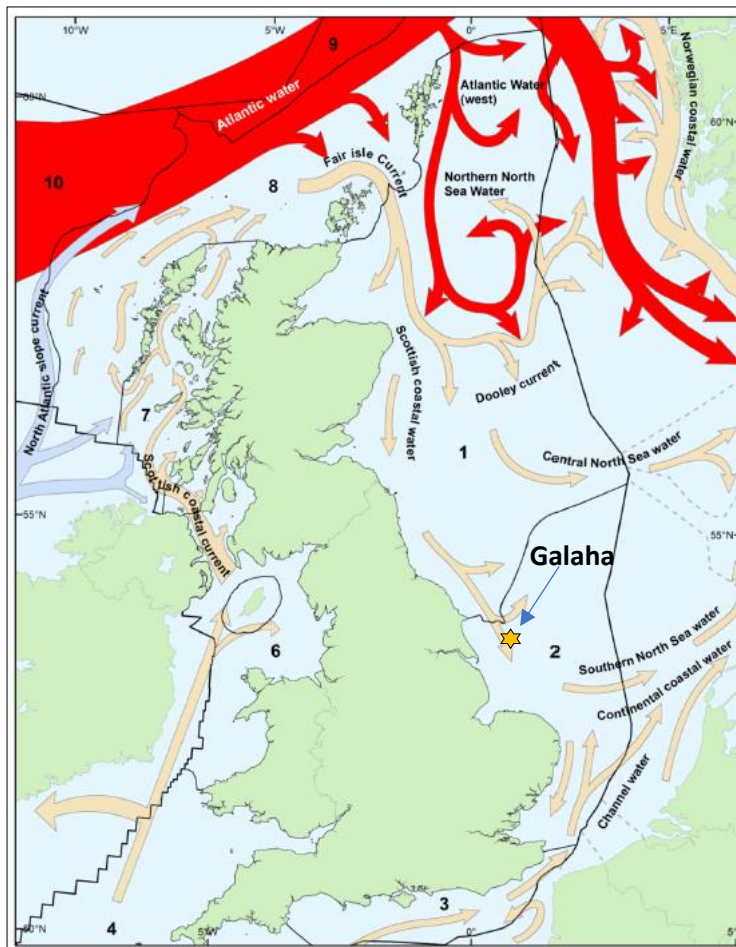 10°W
5°W
0°
5°E
9
Atlantic water
Atlantic Water
(west)
Norwegian coastal water
60°N
60°N
10
8
Fair isle Current
Northern North
Sea Water
North Atlantic slope current
Scottish coastal water
Dooley current
7
1
Central North Sea water
Scottish coastal current
55°N
55°N
Galaha
6
2
Southern North Sea water
Continental coastal water
Channel water
3
4
50°N
5°W
0°